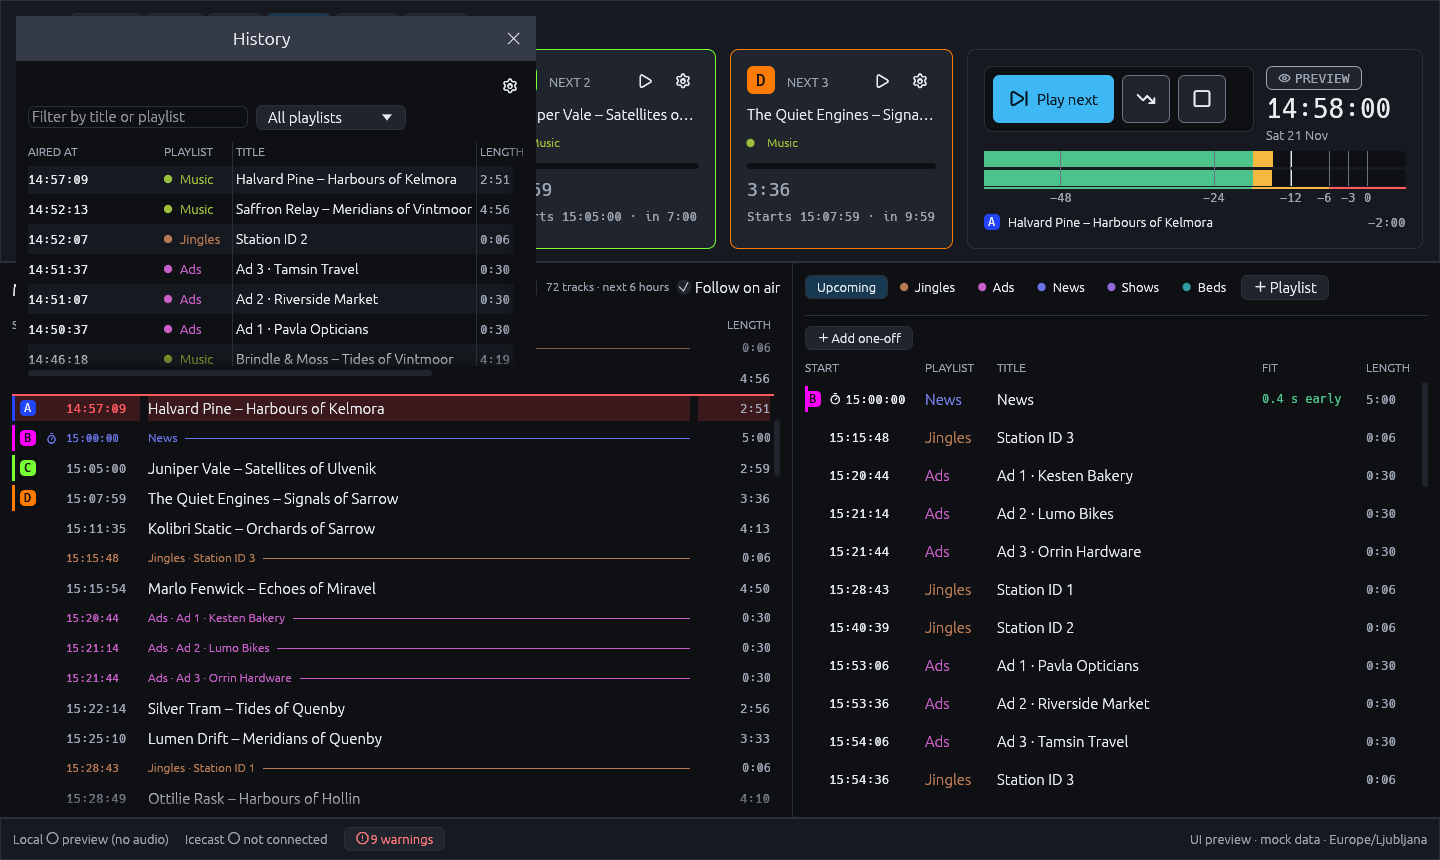 History
Filter by title or playlist
All playlists
AIRED AT PLAYLIST TITLE LENGTH
14:57:09 Music Halvard Pine – Harbours of Kelmora 2:51
14:52:13 Music Saffron Relay – Meridians of Vintmoor 4:56
14:52:07 Jingles Station ID 2 0:06
14:51:37 Ads Ad 3 · Tamsin Travel 0:30
14:51:07 Ads Ad 2 · Riverside Market 0:30
14:50:37 Ads Ad 1 · Pavla Opticians 0:30
14:46:18 Music Brindle & Moss – Tides of Vintmoor 4:19
NEXT 2
per Vale – Satellites o…
Music
59
rts 15:05:00 · in 7:00
D NEXT 3
The Quiet Engines – Signa…
Music
3:36
Starts 15:07:59 · in 9:59
Play next
PREVIEW
14:58:00
Sat 21 Nov
−48 −24 −12 −6 −3 0
A Halvard Pine – Harbours of Kelmora −2:00
72 tracks · next 6 hours Follow on air
LENGTH
0:06
4:56
A 14:57:09 Halvard Pine – Harbours of Kelmora 2:51
B 15:00:00 News 5:00
C 15:05:00 Juniper Vale – Satellites of Ulvenik 2:59
D 15:07:59 The Quiet Engines – Signals of Sarrow 3:36
15:11:35 Kolibri Static – Orchards of Sarrow 4:13
15:15:48 Jingles · Station ID 3 0:06
15:15:54 Marlo Fenwick – Echoes of Miravel 4:50
15:20:44 Ads · Ad 1 · Kesten Bakery 0:30
15:21:14 Ads · Ad 2 · Lumo Bikes 0:30
15:21:44 Ads · Ad 3 · Orrin Hardware 0:30
15:22:14 Silver Tram – Tides of Quenby 2:56
15:25:10 Lumen Drift – Meridians of Quenby 3:33
15:28:43 Jingles · Station ID 1 0:06
15:28:49 Ottilie Rask – Harbours of Hollin 4:10
Upcoming Jingles Ads News Shows Beds + Playlist
+ Add one-off
START PLAYLIST TITLE FIT LENGTH
B 15:00:00 News News 0.4 s early 5:00
15:15:48 Jingles Station ID 3 0:06
15:20:44 Ads Ad 1 · Kesten Bakery 0:30
15:21:14 Ads Ad 2 · Lumo Bikes 0:30
15:21:44 Ads Ad 3 · Orrin Hardware 0:30
15:28:43 Jingles Station ID 1 0:06
15:40:39 Jingles Station ID 2 0:06
15:53:06 Ads Ad 1 · Pavla Opticians 0:30
15:53:36 Ads Ad 2 · Riverside Market 0:30
15:54:06 Ads Ad 3 · Tamsin Travel 0:30
15:54:36 Jingles Station ID 3 0:06
Local preview (no audio) Icecast not connected 9 warnings
UI preview · mock data · Europe/Ljubljana